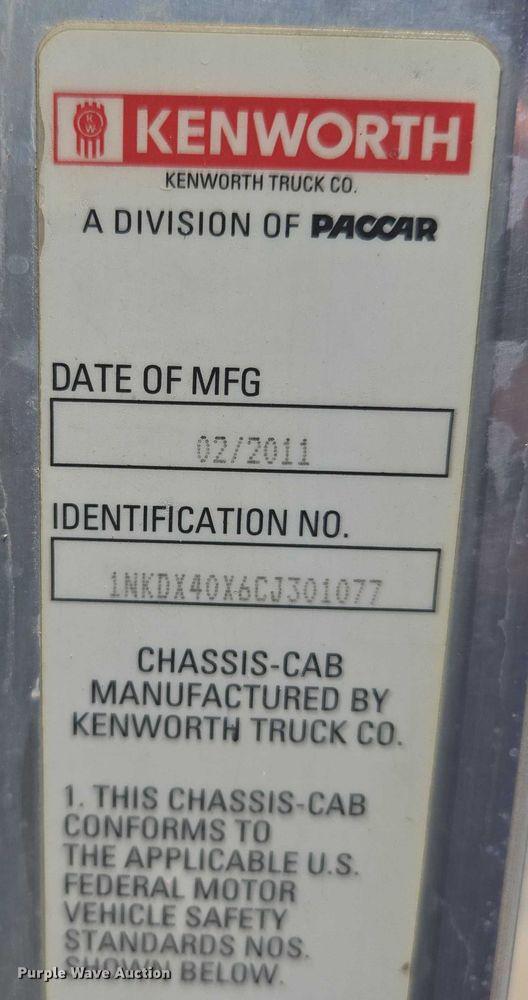 KW
KENWORTH
KENWORTH TRUCK CO.
A DIVISION OF PACCAR
DATE OF MFG
02/2011
IDENTIFICATION NO.
1NKDX40X6CJ301077
CHASSIS-CAB
MANUFACTURED BY
KENWORTH TRUCK CO.
1. THIS CHASSIS-CAB
CONFORMS TO
THE APPLICABLE U.S.
FEDERAL MOTOR
VEHICLE SAFETY
STANDARDS NOS.
SHOWN BELOW.
Purple Wave Auction